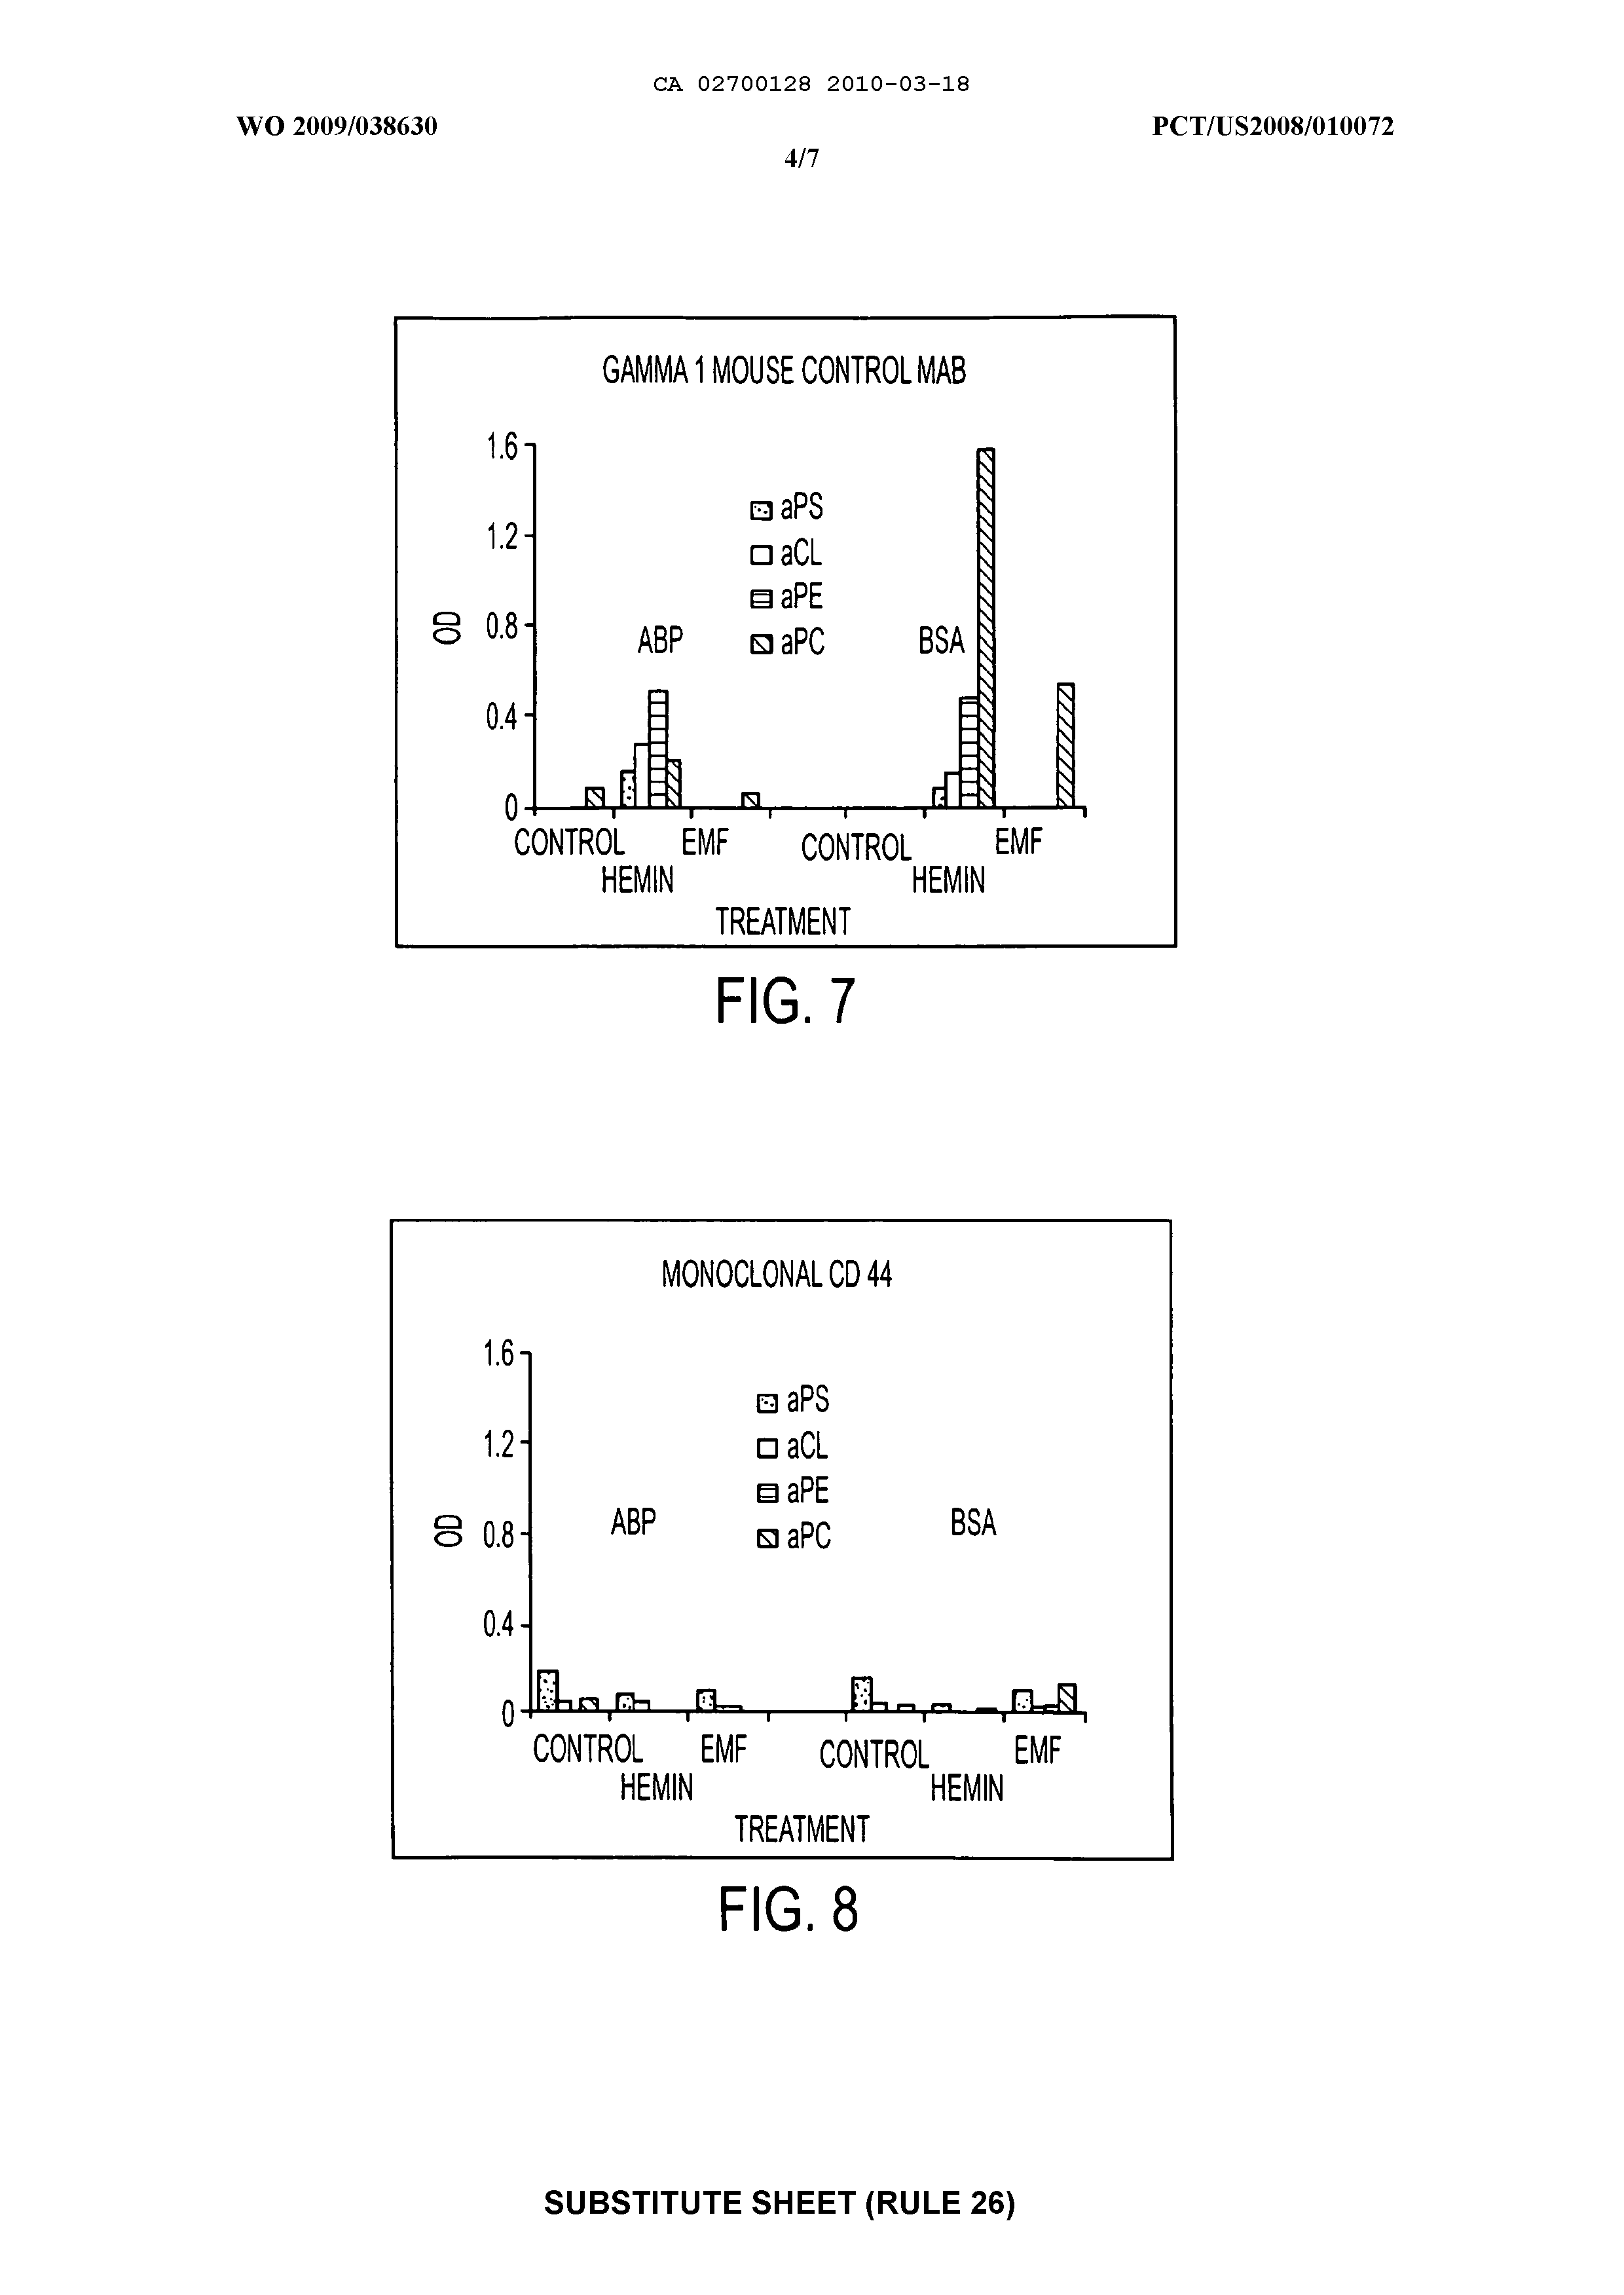 CA 02700128 2010-03-18
WO 2009/038630 PCT/US2008/010072
4/7
GAMMA 1 MOUSE CONTROL MAB
1.6
1.2
0.8
0.4
0
OD
aPS
aCL
aPE
aPC
ABP
BSA
CONTROL EMF CONTROL EMF
HEMIN HEMIN
TREATMENT
FIG. 7
MONOCLONAL CD 44
1.6
1.2
0.8
0.4
0
OD
aPS
aCL
aPE
aPC
ABP
BSA
CONTROL EMF CONTROL EMF
HEMIN HEMIN
TREATMENT
FIG. 8
SUBSTITUTE SHEET (RULE 26)